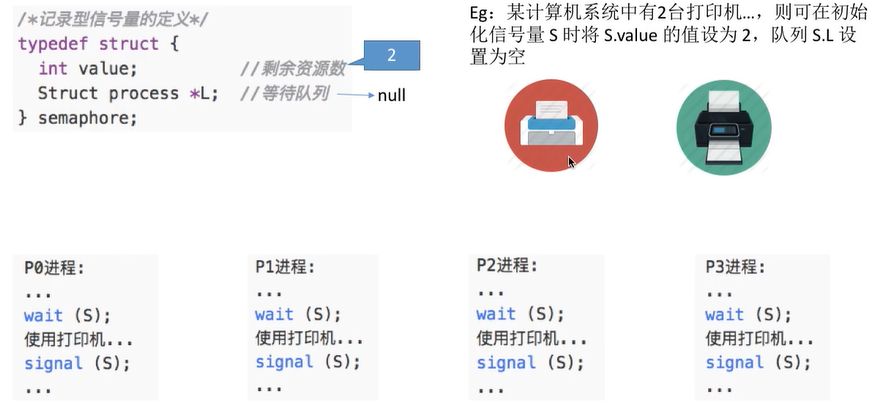 /*记录型信号量的定义*/
typedef struct {
int value; //剩余资源数
Struct process *L; //等待队列
} semaphore;
2
null
Eg：某计算机系统中有2台打印机...，则可在初始
化信号量 S 时将 S.value 的值设为 2，队列 S.L 设
置为空
P0进程:
...
wait (S);
使用打印机...
signal (S);
...
P1进程:
...
wait (S);
使用打印机...
signal (S);
...
P2进程:
...
wait (S);
使用打印机...
signal (S);
...
P3进程:
...
wait (S);
使用打印机...
signal (S);
...